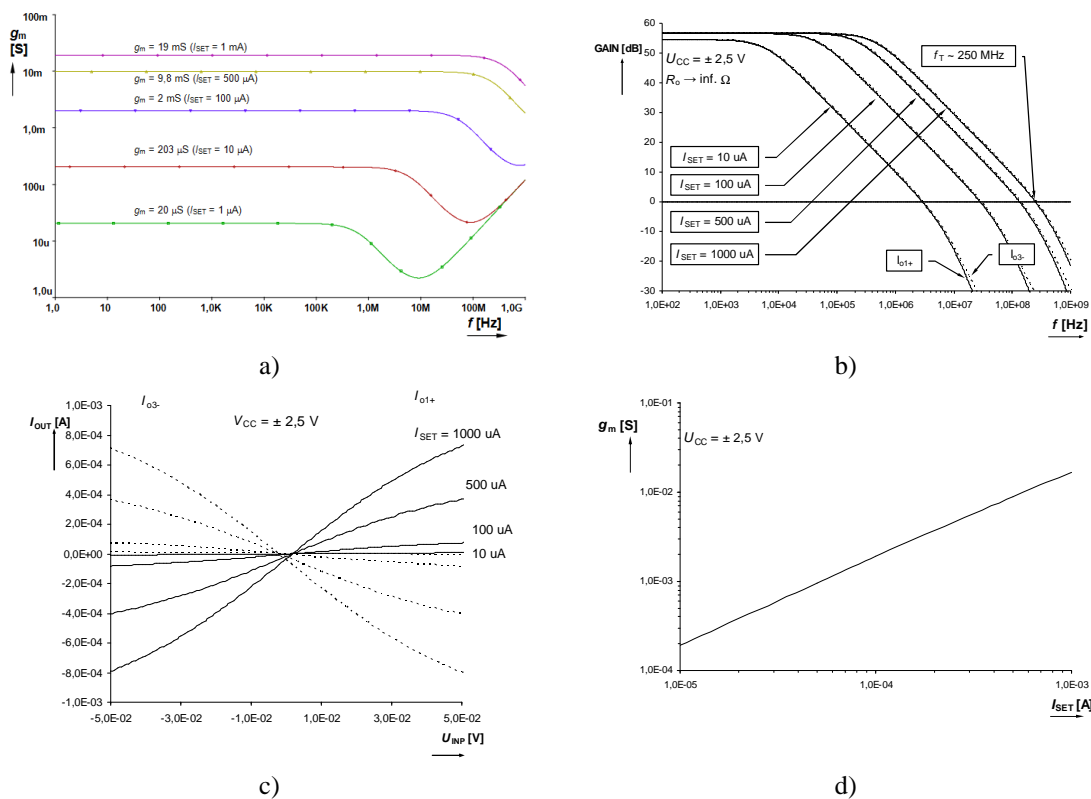 100m
gm
[S]
10m
1,0m
100u
10u
1,0u
gm = 19 mS (ISET = 1 mA)
gm = 9,8 mS (ISET = 500 µA)
gm = 2 mS (ISET = 100 µA)
gm = 203 µS (ISET = 10 µA)
gm = 20 µS (ISET = 1 µA)
1,0 10 100 1,0K 10K 100K 1,0M 10M 100M 1,0G
f [Hz]
a)
60
50
40
30
20
10
0
-10
-20
-30
GAIN [dB]
UCC = ± 2,5 V
Ro → inf. Ω
fT ~ 250 MHz
ISET = 10 uA
ISET = 100 uA
ISET = 500 uA
ISET = 1000 uA
Io1+
Io3-
1,0E+02 1,0E+03 1,0E+04 1,0E+05 1,0E+06 1,0E+07 1,0E+08 1,0E+09
f [Hz]
b)
Io3-
Io1+
IOUT [A]
VCC = ± 2,5 V
ISET = 1000 uA
500 uA
100 uA
10 uA
1,0E-03
8,0E-04
6,0E-04
4,0E-04
2,0E-04
0,0E+00
-2,0E-04
-4,0E-04
-6,0E-04
-8,0E-04
-1,0E-03
-5,0E-02 -3,0E-02 -1,0E-02 1,0E-02 3,0E-02 5,0E-02
UINP [V]
c)
1,0E-01
gm [S]
UCC = ± 2,5 V
1,0E-02
1,0E-03
1,0E-04
1,0E-05 1,0E-04 1,0E-03
ISET [A]
d)